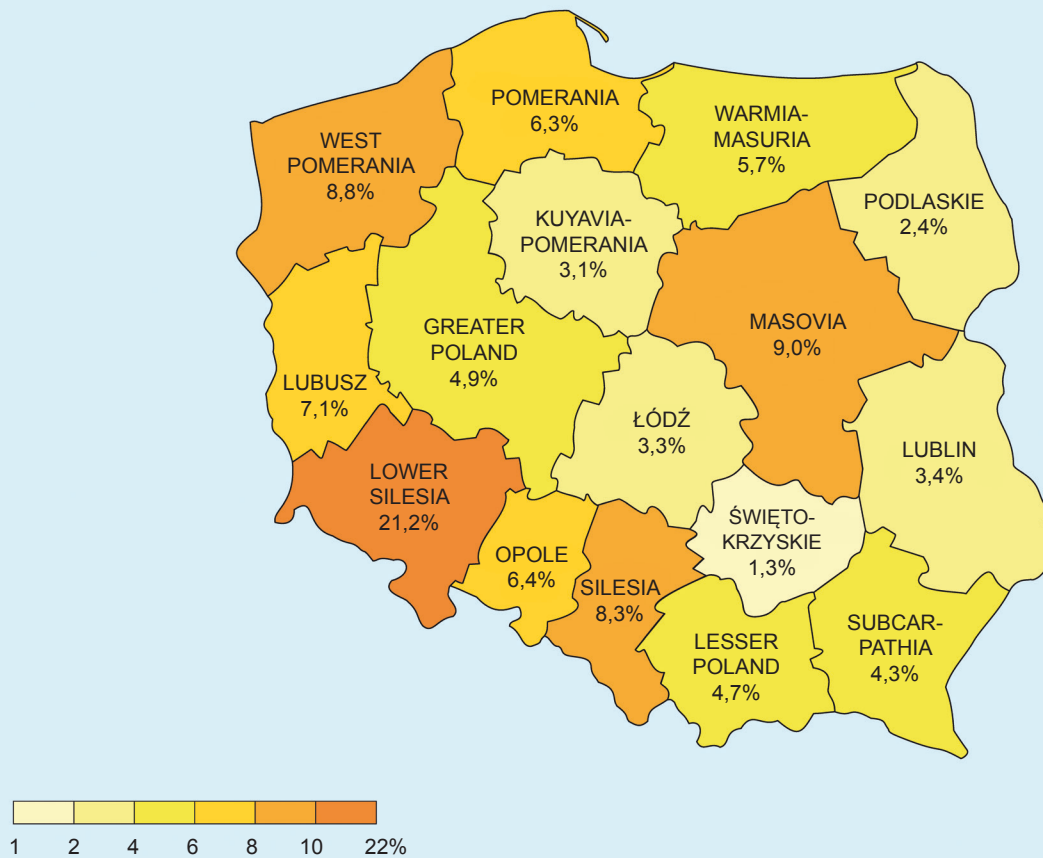 POMERANIA
6,3%
WARMIA-
MASURIA
5,7%
WEST
POMERANIA
8,8%
PODLASKIE
2,4%
KUYAVIA-
POMERANIA
3,1%
MASOVIA
9,0%
GREATER
POLAND
4,9%
LUBUSZ
7,1%
ŁÓDŹ
3,3%
LUBLIN
3,4%
LOWER
SILESIA
21,2%
ŚWIĘTO-
KRZYSKIE
1,3%
OPOLE
6,4%
SILESIA
8,3%
SUBCAR-
PATHIA
4,3%
LESSER
POLAND
4,7%
1 2 4 6 8 10 22%